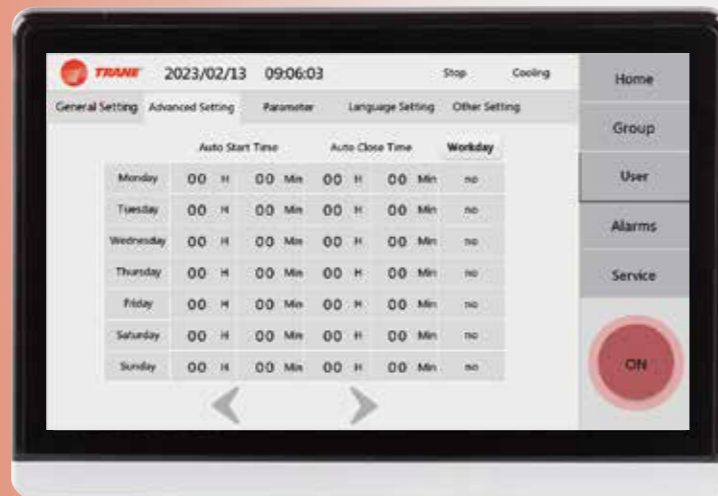 TRANE 2023/02/13 09:06:03 Stop Cooling
General Setting Advanced Setting Parameter Language Setting Other Setting
Auto Start Time Auto Close Time Workday
Monday 00 H 00 Min 00 H 00 Min no
Tuesday 00 H 00 Min 00 H 00 Min no
Wednesday 00 H 00 Min 00 H 00 Min no
Thursday 00 H 00 Min 00 H 00 Min no
Friday 00 H 00 Min 00 H 00 Min no
Saturday 00 H 00 Min 00 H 00 Min no
Sunday 00 H 00 Min 00 H 00 Min no
Home
Group
User
Alarms
Service
ON